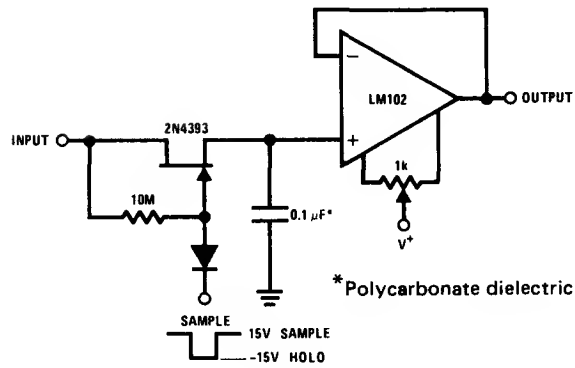 LM102
OUTPUT
2N4393
INPUT
1k
10M
0.1 μF*
V+
*Polycarbonate dielectric
SAMPLE
15V SAMPLE
-15V HOLO